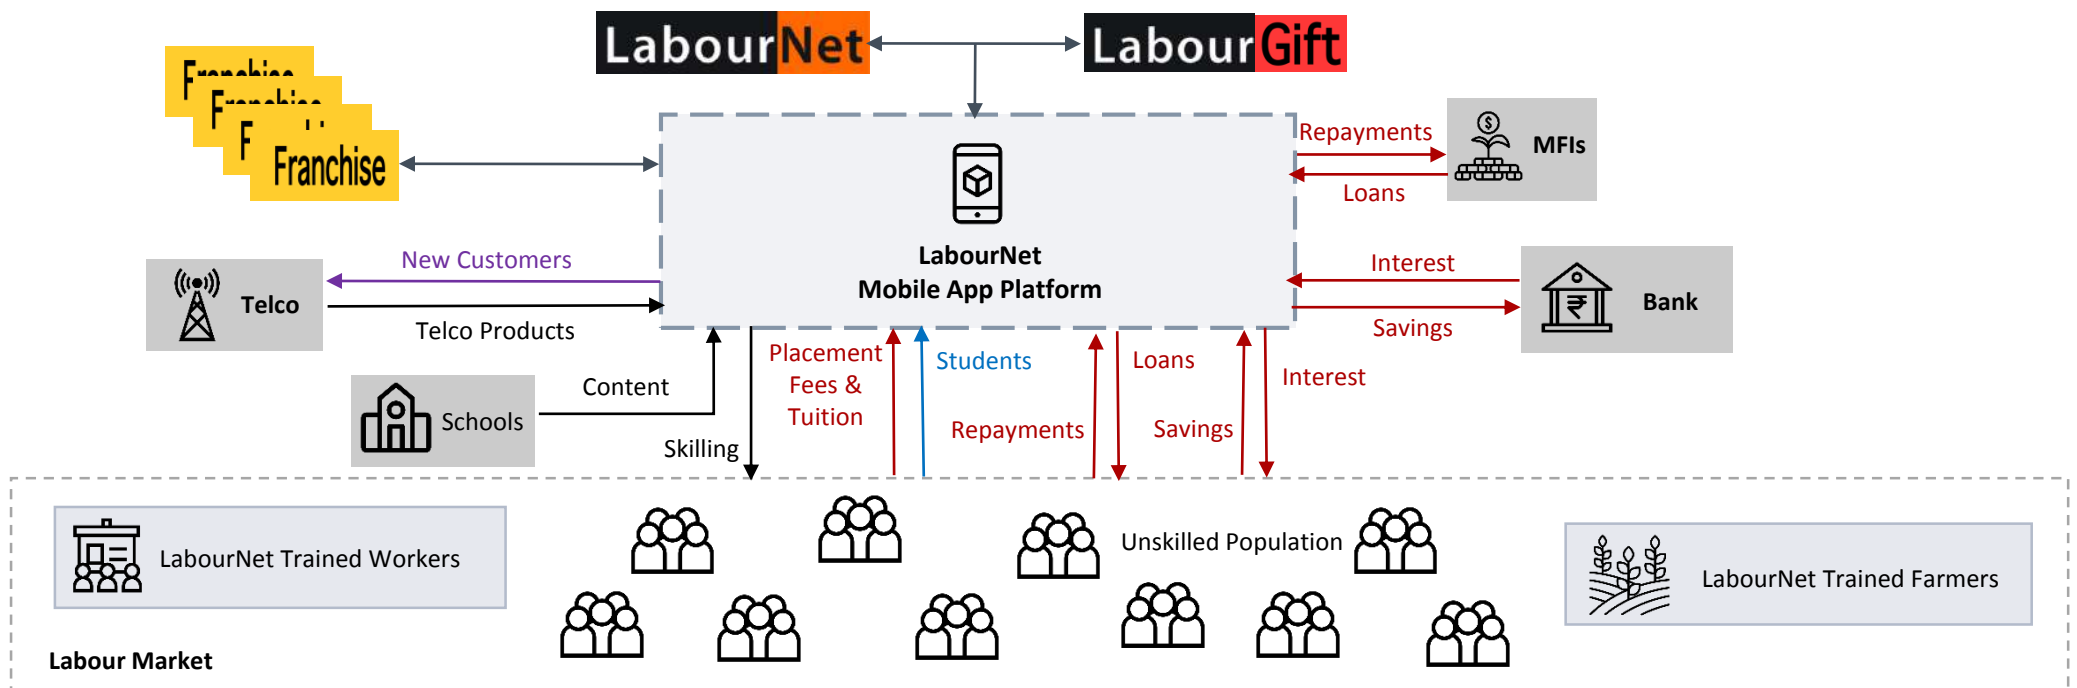 LabourNet
LabourGift
Franchise
Franchise
Franchise
Repayments
MFIs
Loans
LabourNet
Mobile App Platform
New Customers
Telco
Telco Products
Interest
Bank
Savings
Schools
Content
Skilling
Placement
Fees &
Tuition
Students
Repayments
Loans
Savings
Interest
LabourNet Trained Workers
Unskilled Population
LabourNet Trained Farmers
Labour Market